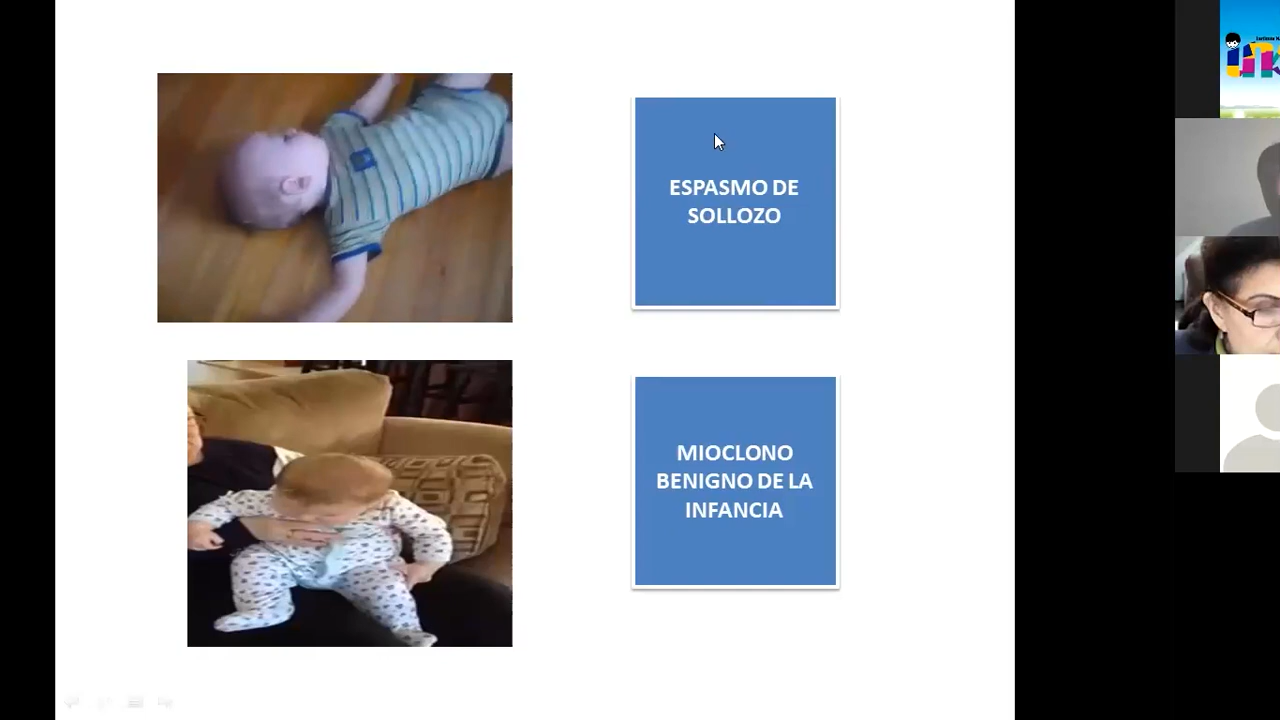 ESPASMO DE
SOLLOZO
MIOCLONO
BENIGNO DE LA
INFANCIA